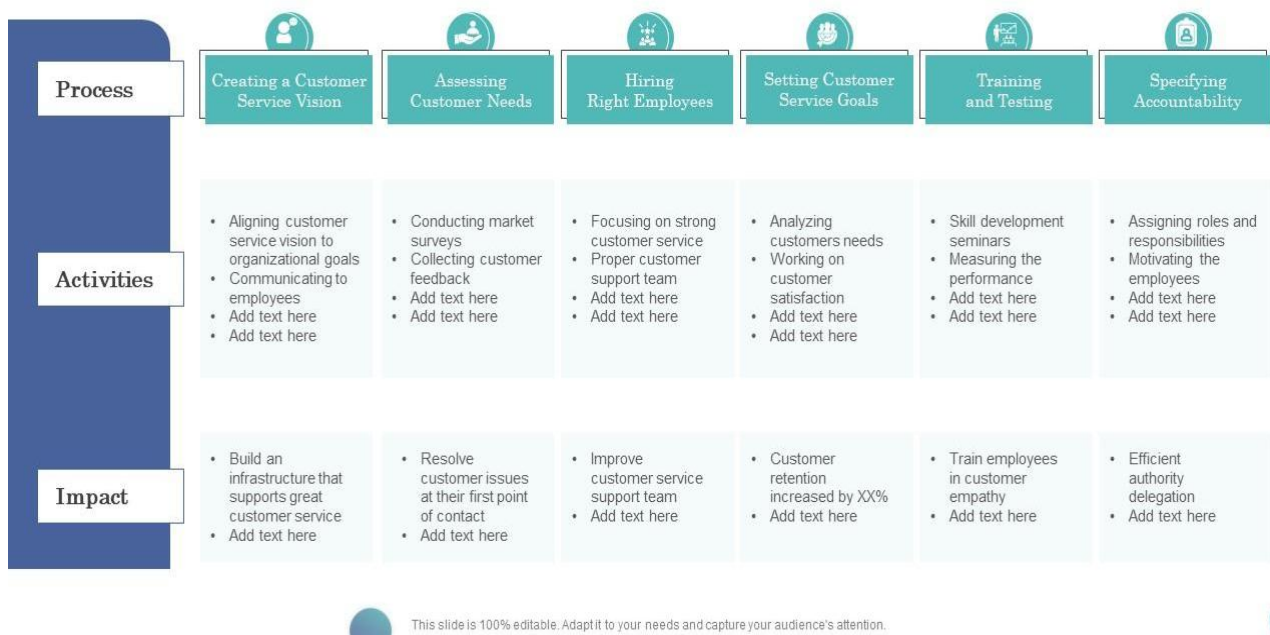 Process
Creating a Customer
Service Vision
Assessing
Customer Needs
Hiring
Right Employees
Setting Customer
Service Goals
Training
and Testing
Specifying
Accountability
Activities
• Aligning customer
service vision to
organizational goals
• Communicating to
employees
• Add text here
• Add text here
• Conducting market
surveys
• Collecting customer
feedback
• Add text here
• Add text here
• Focusing on strong
customer service
• Proper customer
support team
• Add text here
• Add text here
• Analyzing
customers needs
• Working on
customer
satisfaction
• Add text here
• Add text here
• Skill development
seminars
• Measuring the
performance
• Add text here
• Add text here
• Assigning roles and
responsibilities
• Motivating the
employees
• Add text here
• Add text here
Impact
• Build an
infrastructure that
supports great
customer service
• Add text here
• Resolve
customer issues
at their first point
of contact
• Add text here
• Improve
customer service
support team
• Add text here
• Customer
retention
increased by XX%
• Add text here
• Train employees
in customer
empathy
• Add text here
• Efficient
authority
delegation
• Add text here
This slide is 100% editable. Adapt it to your needs and capture your audience's attention.